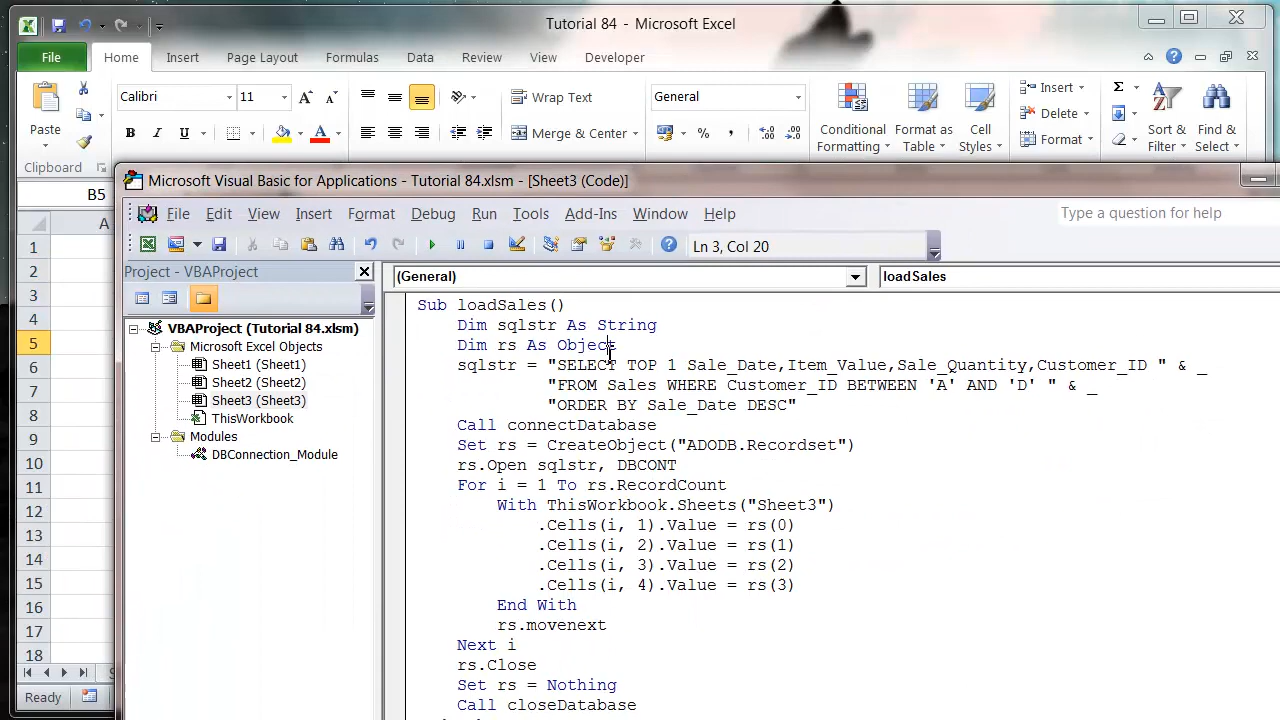 Tutorial 84 - Microsoft Excel
File Home Insert Page Layout Formulas Data Review View Developer
Calibri 11 Wrap Text General Insert
Paste Merge & Center Conditional Formatting Format as Table Cell Styles Delete Sort & Filter Find & Select
Format
Clipboard
B5
Microsoft Visual Basic for Applications - Tutorial 84.xlsm - [Sheet3 (Code)]
File Edit View Insert Format Debug Run Tools Add-Ins Window Help Type a question for help
Ln 3, Col 20
Project - VBAProject
(General) loadSales
VBAProject (Tutorial 84.xlsm)
Microsoft Excel Objects
Sheet1 (Sheet1)
Sheet2 (Sheet2)
Sheet3 (Sheet3)
ThisWorkbook
Modules
DBConnection_Module
Sub loadSales()
Dim sqlstr As String
Dim rs As Object
sqlstr = "SELECT TOP 1 Sale_Date,Item_Value,Sale_Quantity,Customer_ID " & _
"FROM Sales WHERE Customer_ID BETWEEN 'A' AND 'D' " & _
"ORDER BY Sale_Date DESC"
Call connectDatabase
Set rs = CreateObject("ADODB.Recordset")
rs.Open sqlstr, DBCONT
For i = 1 To rs.RecordCount
With ThisWorkbook.Sheets("Sheet3")
.Cells(i, 1).Value = rs(0)
.Cells(i, 2).Value = rs(1)
.Cells(i, 3).Value = rs(2)
.Cells(i, 4).Value = rs(3)
End With
rs.movenext
Next i
rs.Close
Set rs = Nothing
Call closeDatabase
A
1
2
3
4
5
6
7
8
9
10
11
12
13
14
15
16
17
18
Ready